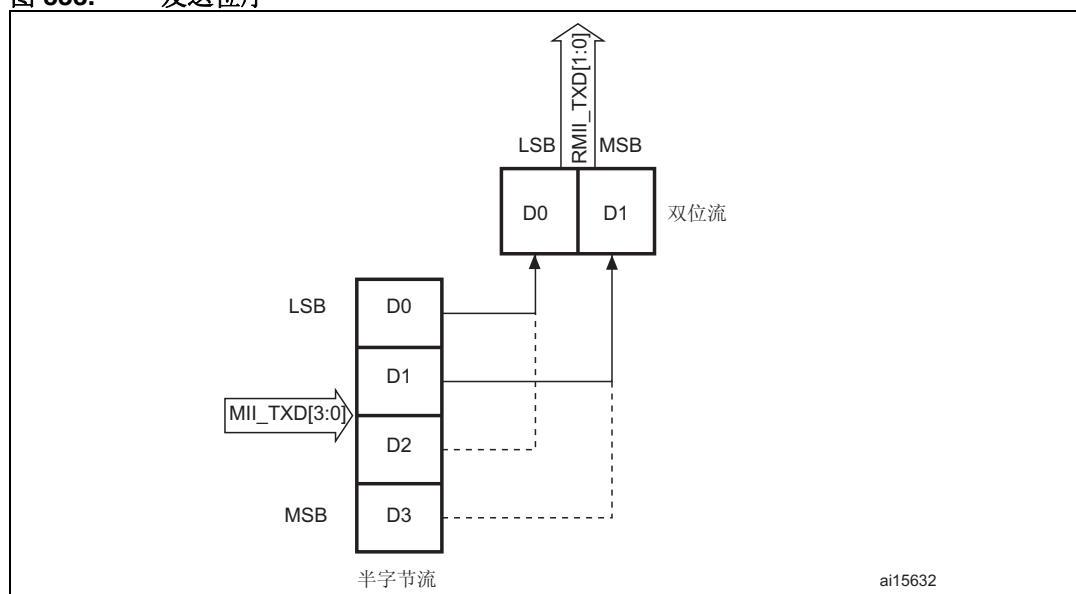 RMII_TXD[1:0]
LSB MSB
D0 D1 双位流
LSB D0
D1
MII_TXD[3:0]
D2
MSB D3
半字节流
ai15632